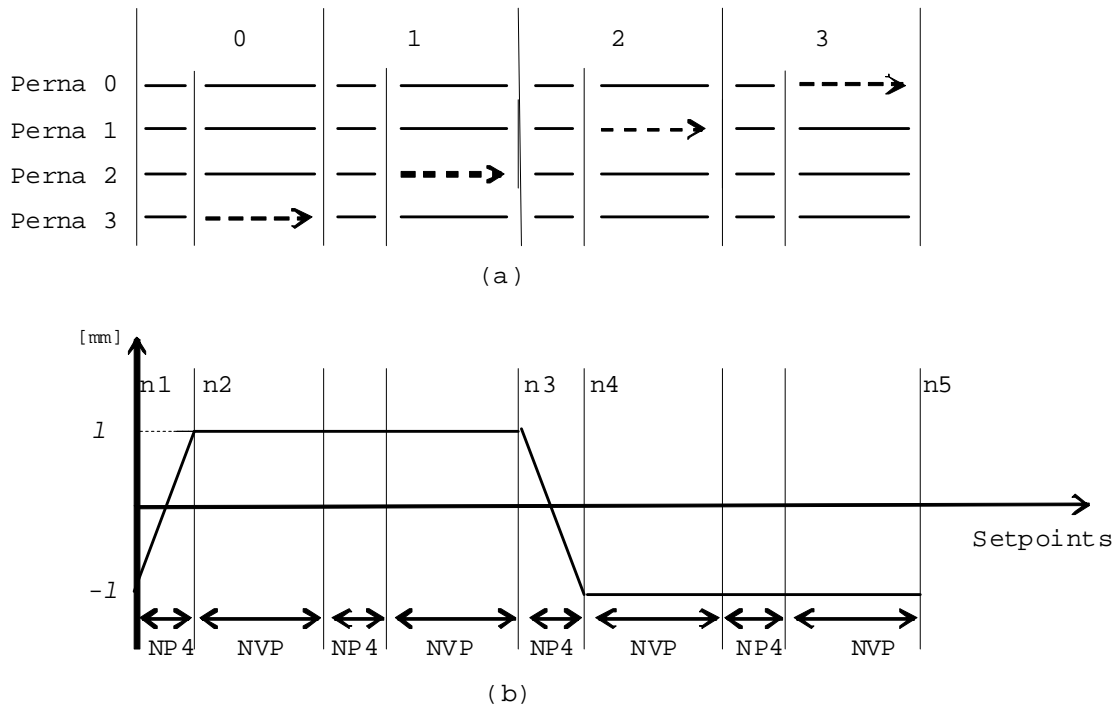 0 1 2 3
Perna 0
Perna 1
Perna 2
Perna 3
(a)
[mm]
n1 n2 n3 n4 n5
l
Setpoints
-l
NP4 NVP NP4 NVP NP4 NVP NP4 NVP
(b)